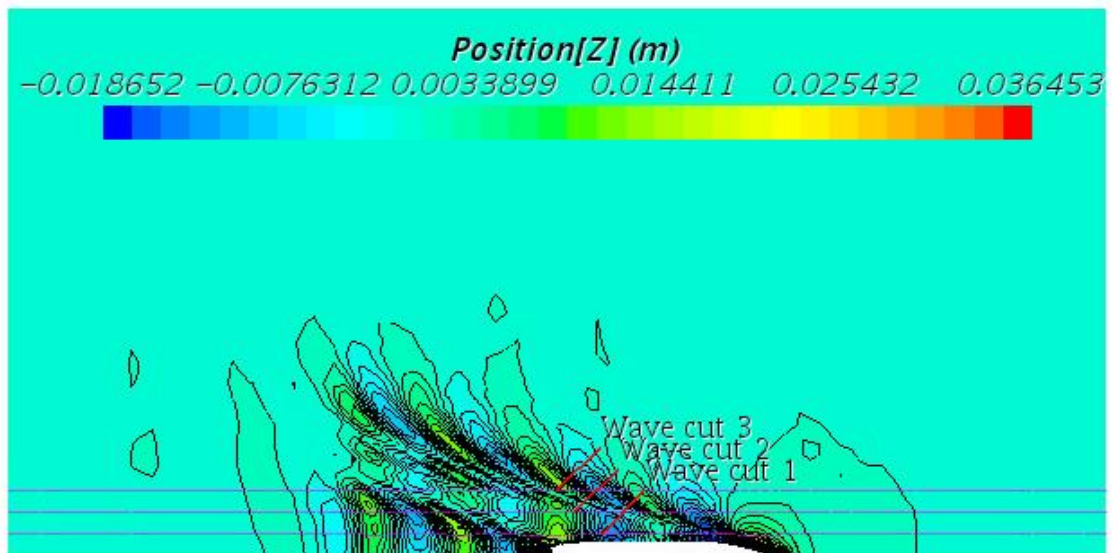 Position[Z] (m)
-0.018652 -0.0076312 0.0033899 0.014411 0.025432 0.036453
Wave cut 3
Wave cut 2
Wave cut 1